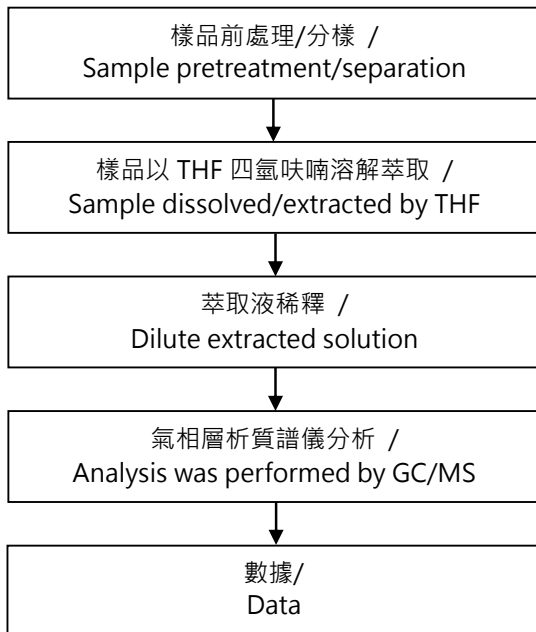 樣品前處理/分樣 /
Sample pretreatment/separation
樣品以 THF 四氫呋喃溶解萃取 /
Sample dissolved/extracted by THF
萃取液稀釋 /
Dilute extracted solution
氣相層析質譜儀分析 /
Analysis was performed by GC/MS
數據/
Data